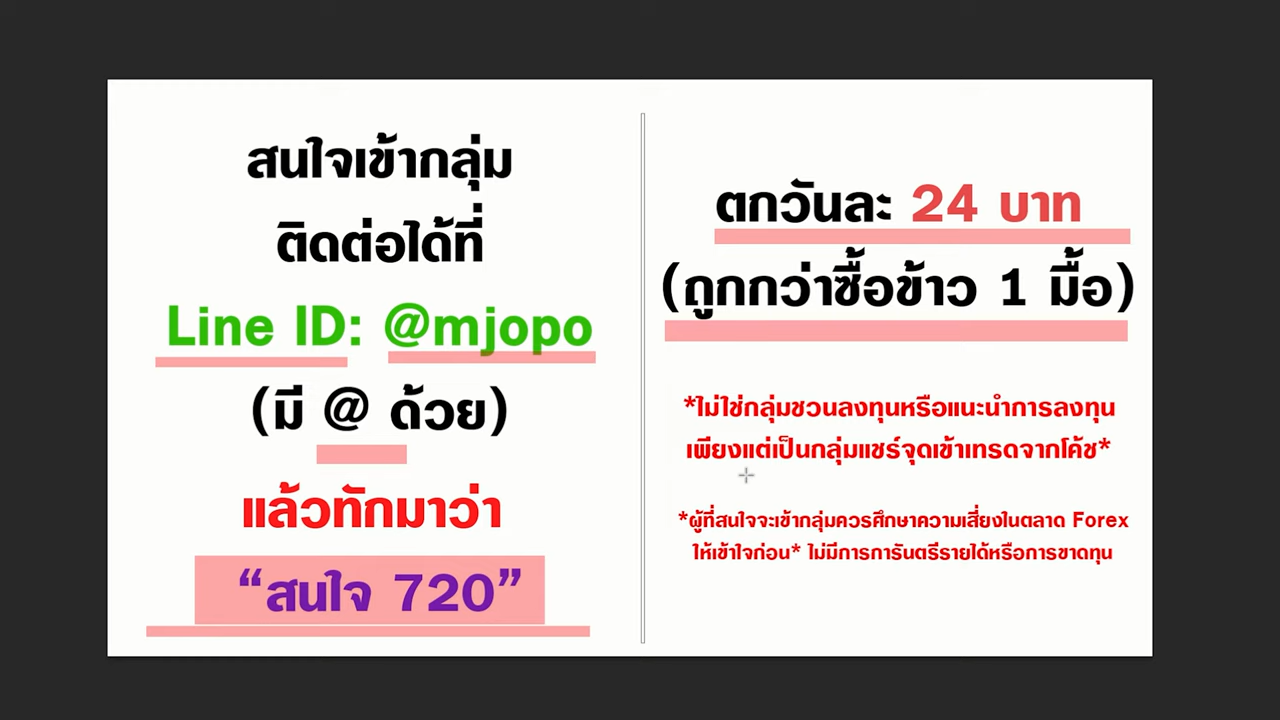 สนใจเข้ากลุ่ม
ติดต่อได้ที่
Line ID: @mjopo
(มี @ ด้วย)
แล้วทักมาว่า
“สนใจ 720”
ตกวันละ 24 บาท
(ถูกกว่าซื้อข้าว 1 มื้อ)
*ไม่ใช่กลุ่มชวนลงทุนหรือแนะนำการลงทุน
เพียงแต่เป็นกลุ่มแชร์จุดเข้าเทรดจากโค้ช*
*ผู้ที่สนใจจะเข้ากลุ่มควรศึกษาความเสี่ยงในตลาด Forex
ให้เข้าใจก่อน* ไม่มีการการันตรีรายได้หรือการขาดทุน